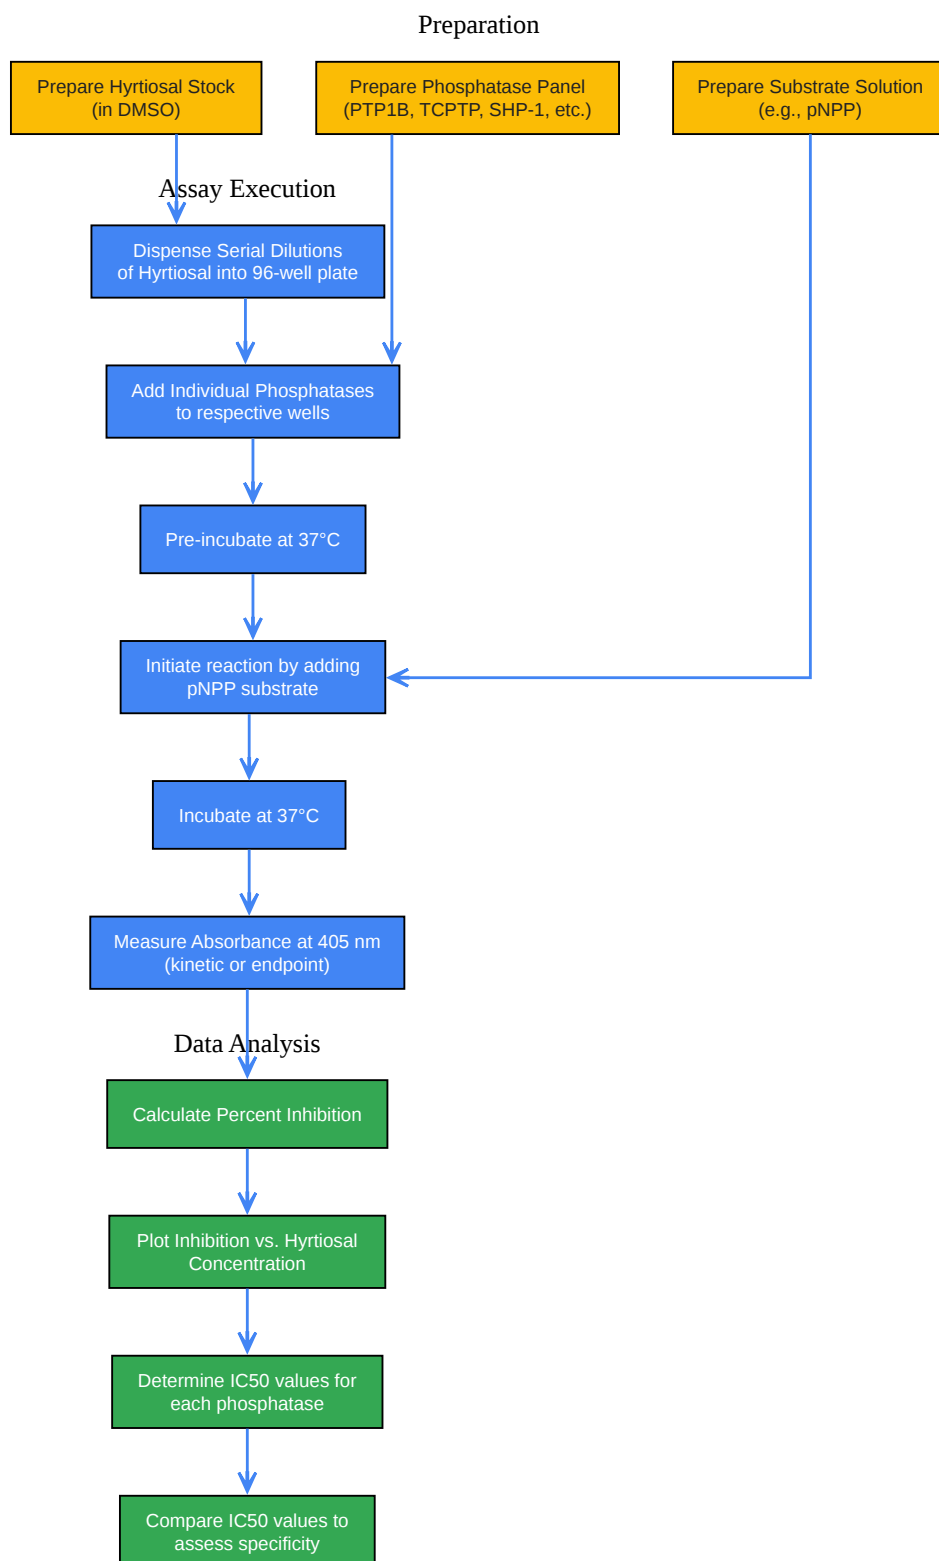 Preparation
Prepare Hyrtiosal Stock
(in DMSO)
Prepare Phosphatase Panel
(PTP1B, TCPTP, SHP-1, etc.)
Prepare Substrate Solution
(e.g., pNPP)
Assay Execution
Dispense Serial Dilutions
of Hyrtiosal into 96-well plate
Add Individual Phosphatases
to respective wells
Pre-incubate at 37°C
Initiate reaction by adding
pNPP substrate
Incubate at 37°C
Measure Absorbance at 405 nm
(kinetic or endpoint)
Data Analysis
Calculate Percent Inhibition
Plot Inhibition vs. Hyrtiosal
Concentration
Determine IC50 values for
each phosphatase
Compare IC50 values to
assess specificity